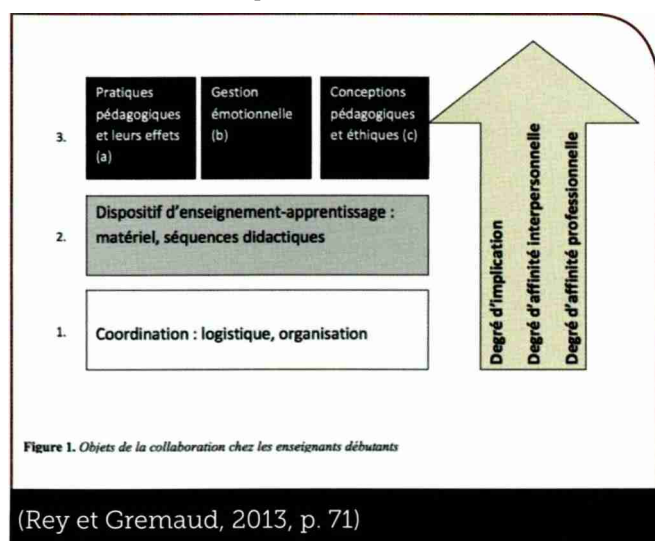 Pratiques
pédagogiques
et leurs effets
(a)
Gestion
émotionnelle
(b)
Conceptions
pédagogiques
et éthiques (c)
3.
Dispositif d'enseignement-apprentissage :
matériel, séquences didactiques
2.
Coordination : logistique, organisation
1.
Degré d'implication
Degré d'affinité interpersonnelle
Degré d'affinité professionnelle
Figure 1. Objets de la collaboration chez les enseignants débutants
(Rey et Gremaud, 2013, p. 71)